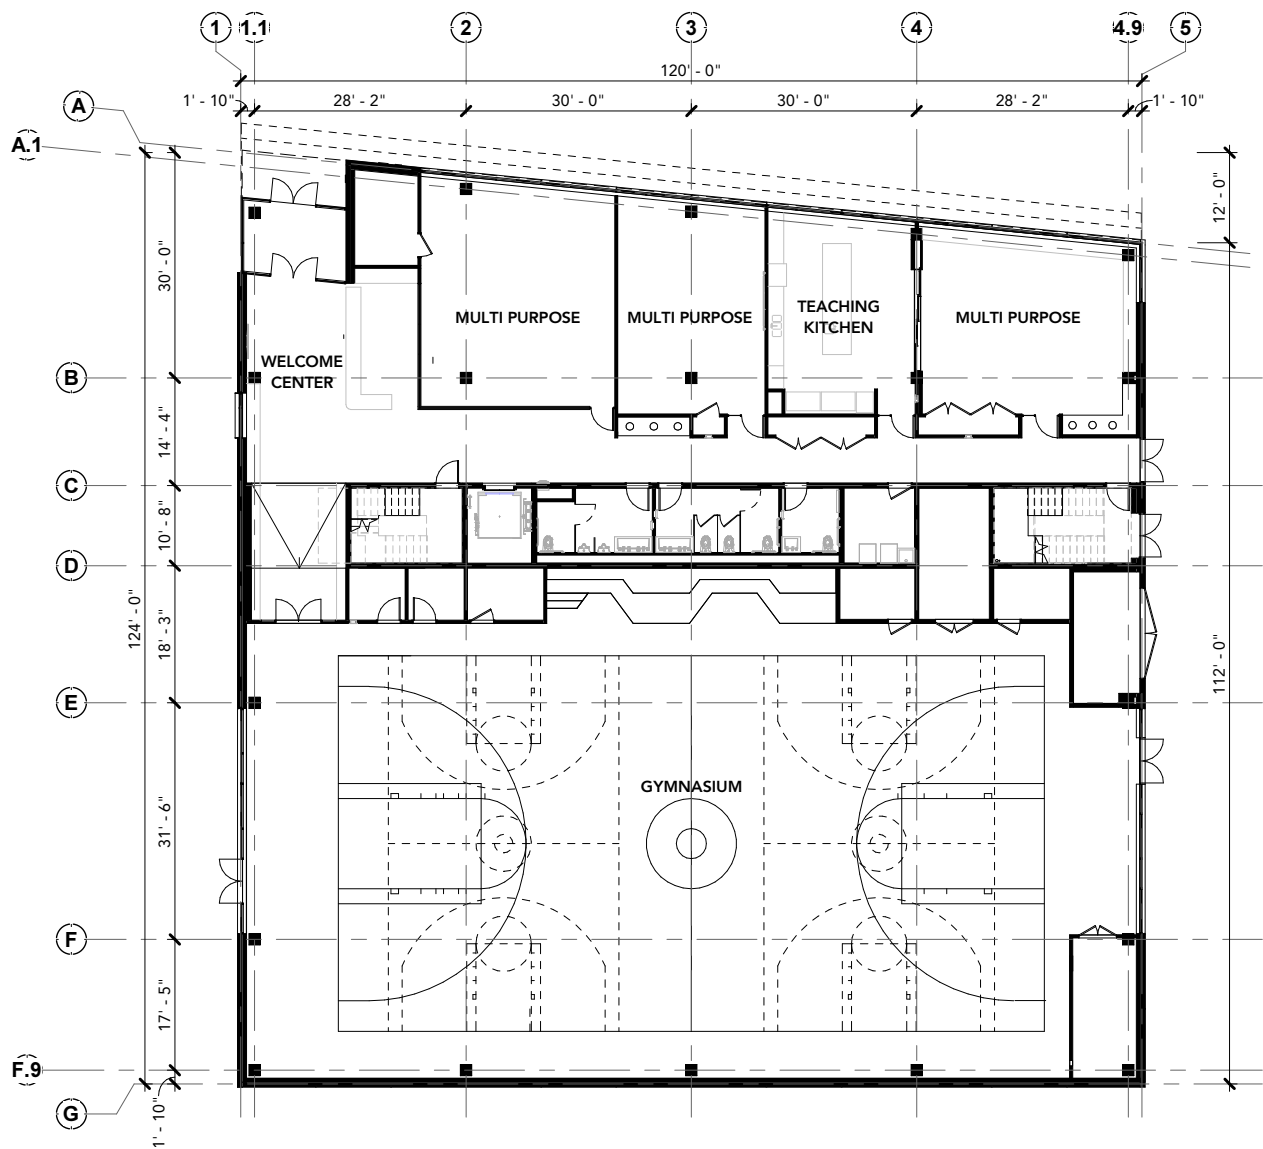 1 1.1 2 3 4 4.9 5
120' - 0"
1' - 10" 28' - 2" 30' - 0" 30' - 0" 28' - 2" 1' - 10"
A
A.1
12' - 0"
30' - 0"
MULTI PURPOSE
MULTI PURPOSE
TEACHING
KITCHEN
MULTI PURPOSE
WELCOME
CENTER
B
14' - 4"
C
10' - 8"
D
124' - 0"
18' - 3"
112' - 0"
E
GYMNASIUM
31' - 6"
F
17' - 5"
F.9
G
1' - 10"